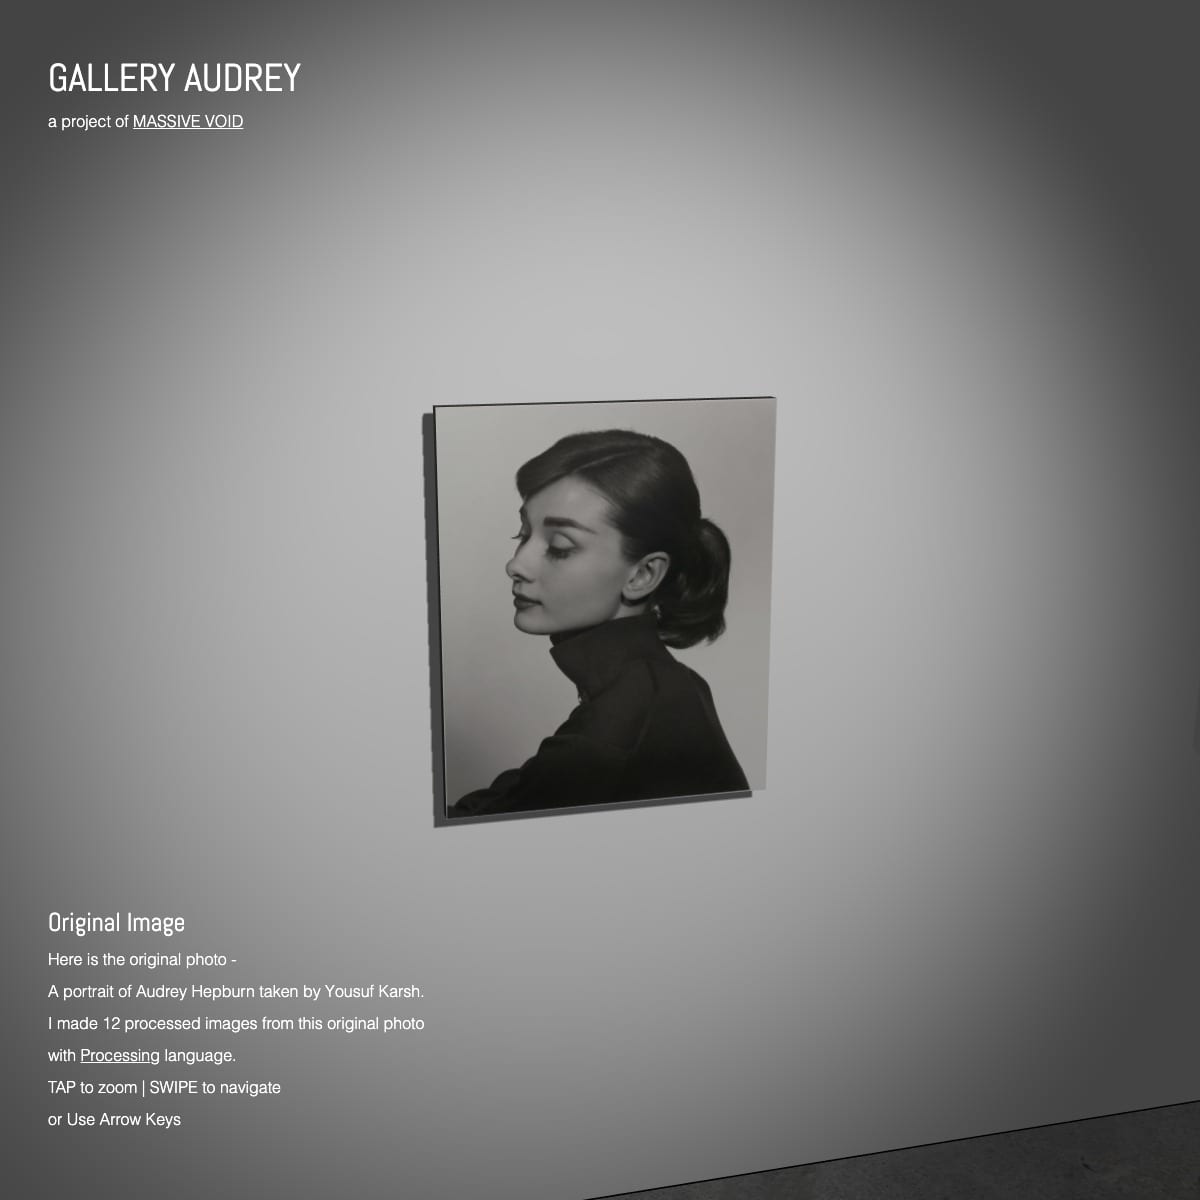 GALLERY AUDREY
a project of MASSIVE VOID
Original Image
Here is the original photo -
A portrait of Audrey Hepburn taken by Yousuf Karsh.
I made 12 processed images from this original photo
with Processing language.
TAP to zoom | SWIPE to navigate
or Use Arrow Keys